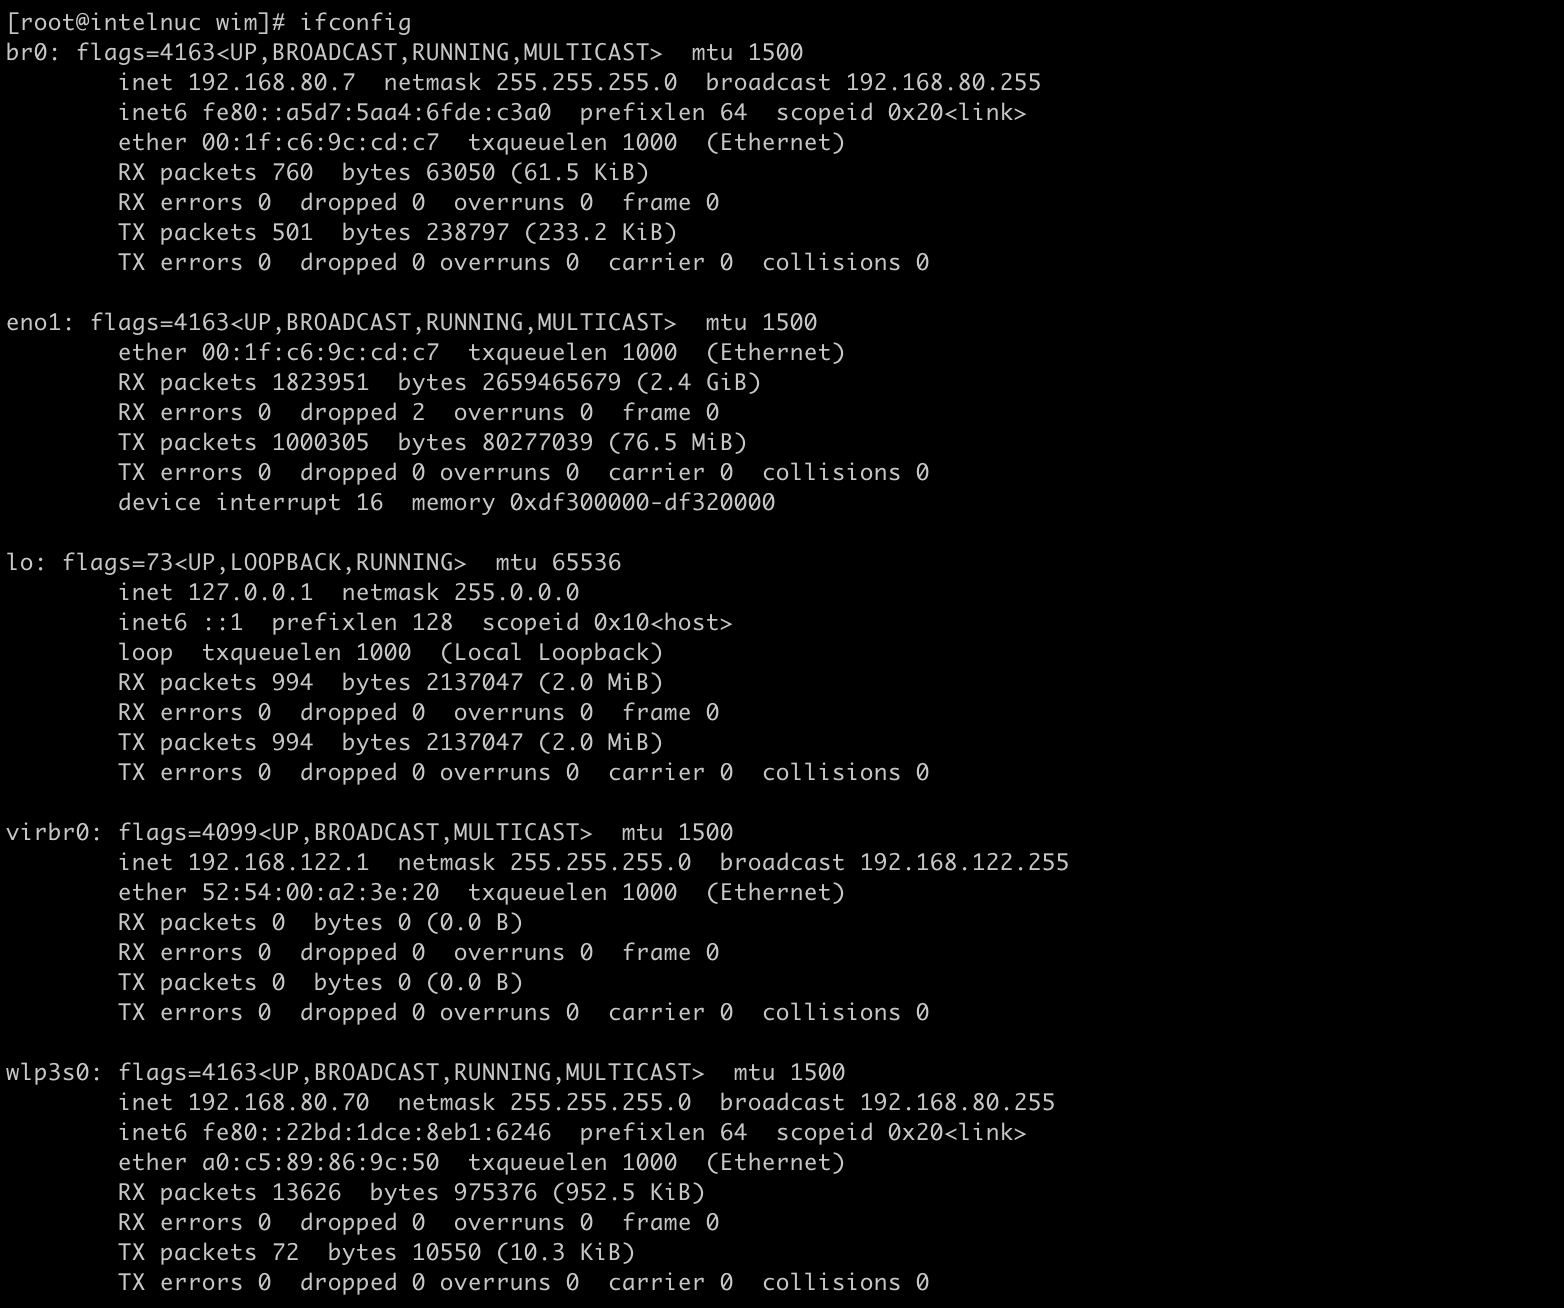 [root@intelnuc wim]# ifconfig
br0: flags=4163<UP,BROADCAST,RUNNING,MULTICAST>  mtu 1500
        inet 192.168.80.7  netmask 255.255.255.0  broadcast 192.168.80.255
        inet6 fe80::a5d7:5aa4:6fde:c3a0  prefixlen 64  scopeid 0x20<link>
        ether 00:1f:c6:9c:cd:c7  txqueuelen 1000  (Ethernet)
        RX packets 760  bytes 63050 (61.5 KiB)
        RX errors 0  dropped 0  overruns 0  frame 0
        TX packets 501  bytes 238797 (233.2 KiB)
        TX errors 0  dropped 0 overruns 0  carrier 0  collisions 0

eno1: flags=4163<UP,BROADCAST,RUNNING,MULTICAST>  mtu 1500
        ether 00:1f:c6:9c:cd:c7  txqueuelen 1000  (Ethernet)
        RX packets 1823951  bytes 2659465679 (2.4 GiB)
        RX errors 0  dropped 2  overruns 0  frame 0
        TX packets 1000305  bytes 80277039 (76.5 MiB)
        TX errors 0  dropped 0 overruns 0  carrier 0  collisions 0
        device interrupt 16  memory 0xdf300000-df320000

lo: flags=73<UP,LOOPBACK,RUNNING>  mtu 65536
        inet 127.0.0.1  netmask 255.0.0.0
        inet6 ::1  prefixlen 128  scopeid 0x10<host>
        loop  txqueuelen 1000  (Local Loopback)
        RX packets 994  bytes 2137047 (2.0 MiB)
        RX errors 0  dropped 0  overruns 0  frame 0
        TX packets 994  bytes 2137047 (2.0 MiB)
        TX errors 0  dropped 0 overruns 0  carrier 0  collisions 0

virbr0: flags=4099<UP,BROADCAST,MULTICAST>  mtu 1500
        inet 192.168.122.1  netmask 255.255.255.0  broadcast 192.168.122.255
        ether 52:54:00:a2:3e:20  txqueuelen 1000  (Ethernet)
        RX packets 0  bytes 0 (0.0 B)
        RX errors 0  dropped 0  overruns 0  frame 0
        TX packets 0  bytes 0 (0.0 B)
        TX errors 0  dropped 0 overruns 0  carrier 0  collisions 0

wlp3s0: flags=4163<UP,BROADCAST,RUNNING,MULTICAST>  mtu 1500
        inet 192.168.80.70  netmask 255.255.255.0  broadcast 192.168.80.255
        inet6 fe80::22bd:1dce:8eb1:6246  prefixlen 64  scopeid 0x20<link>
        ether a0:c5:89:86:9c:50  txqueuelen 1000  (Ethernet)
        RX packets 13626  bytes 975376 (952.5 KiB)
        RX errors 0  dropped 0  overruns 0  frame 0
        TX packets 72  bytes 10550 (10.3 KiB)
        TX errors 0  dropped 0 overruns 0  carrier 0  collisions 0